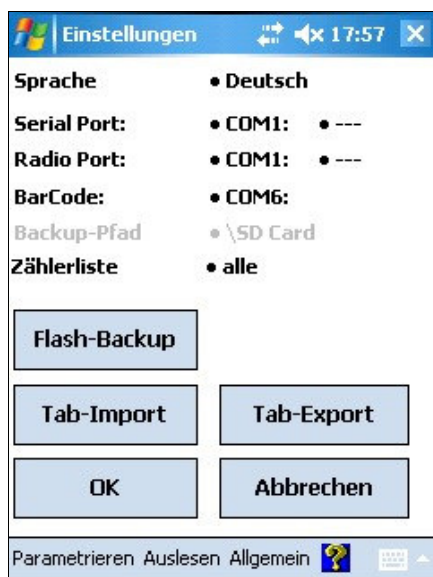 Einstellungen 17:57
Sprache • Deutsch
Serial Port: • COM1: • ---
Radio Port: • COM1: • ---
BarCode: • COM6:
Backup-Pfad • \SD Card
Zählerliste • alle
Flash-Backup
Tab-Import Tab-Export
OK Abbrechen
Parametrieren Auslesen Allgemein ?